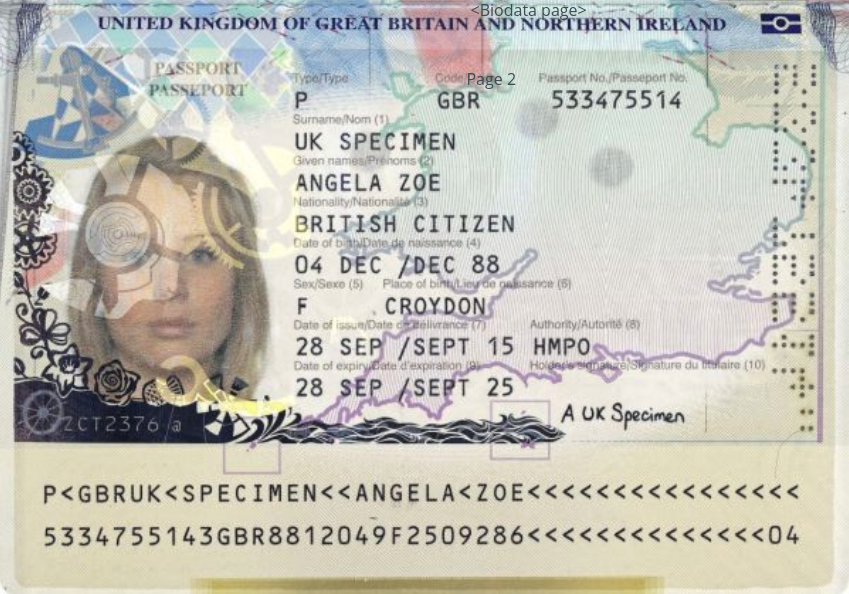 <Biodata page>
UNITED KINGDOM OF GREAT BRITAIN AND NORTHERN IRELAND
PASSPORT
PASSEPORT
Type/Type Code Page 2 Passport No./Passeport No.
P GBR 533475514
Surname/Nom (1)
UK SPECIMEN
Given names/Prénoms (2)
ANGELA ZOE
Nationality/Nationalité (3)
BRITISH CITIZEN
Date of birth/Date de naissance (4)
04 DEC /DEC 88
Sex/Sexe (5) Place of birth/Lieu de naissance (6)
F CROYDON
Date of issue/Date de délivrance (7) Authority/Autorité (8)
28 SEP /SEPT 15 HMPO
Date of expiry/Date d'expiration (9) Holder's signature/Signature du titulaire (10)
28 SEP /SEPT 25
A UK Specimen
ZCT2376 a
P<GBRUK<SPECIMEN<<ANGELA<ZOE<<<<<<<<<<<<<<<<
5334755143GBR8812049F2509286<<<<<<<<<<<<<<04